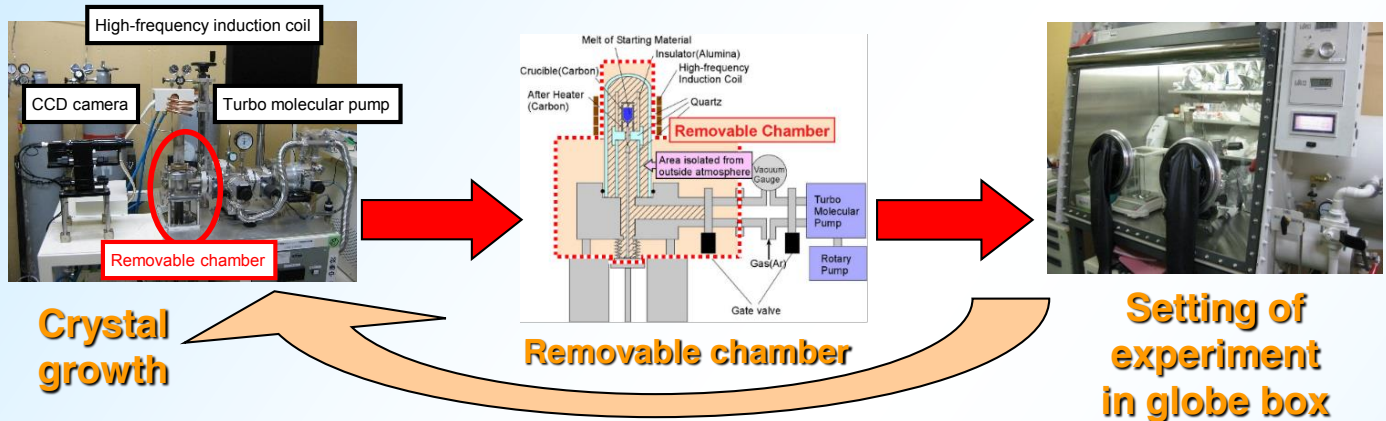 High-frequency induction coil
CCD camera
Turbo molecular pump
Removable chamber
Crystal
growth
Melt of Starting Material
Insulator(Alumina)
Crucible(Carbon)
High-frequency
Induction Coil
After Heater
(Carbon)
Quartz
Removable Chamber
Area isolated from
outside atmosphere
Vacuum
Gauge
Turbo
Molecular
Pump
Rotary
Pump
Gas(Ar)
Gate valve
Removable chamber
Setting of
experiment
in globe box